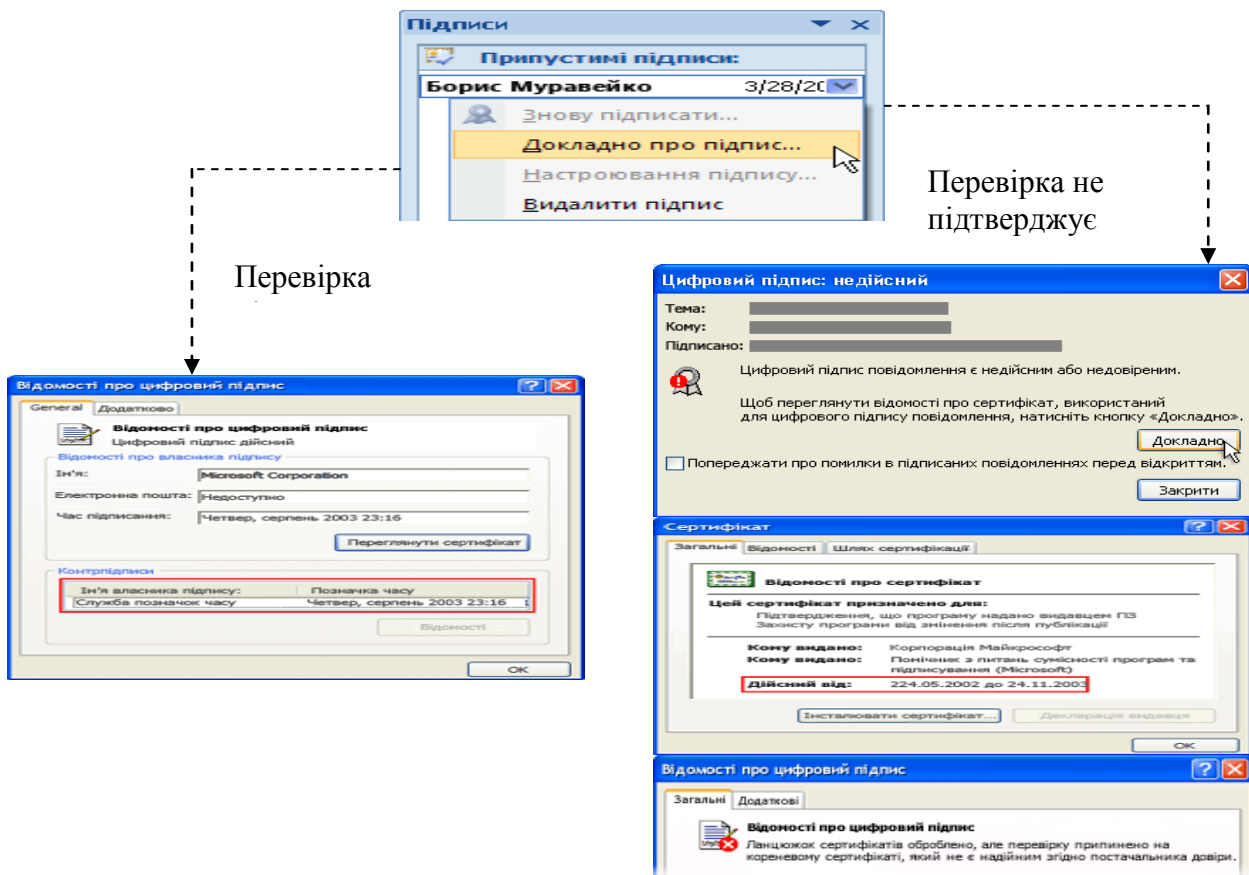 Підписи
Припустимі підписи:
Борис Муравейко 3/28/20
Знову підписати...
Докладно про підпис...
Настроювання підпису...
Видалити підпис
Перевірка не
підтверджує
Перевірка
Цифровий підпис: недійсний
Тема:
Кому:
Підписано:
Цифровий підпис повідомлення є недійсним або недовіреним.
Щоб переглянути відомості про сертифікат, використаний
для цифрового підпису повідомлення, натисніть кнопку «Докладно».
Докладно
Попереджати про помилки в підписаних повідомленнях перед відкриттям.
Закрити
Відомості про цифровий підпис
General Додатково
Відомості про цифровий підпис
Цифровий підпис дійсний
Відомості про власника підпису
Ім'я: Microsoft Corporation
Електронна пошта: Недоступно
Час підписання: Четвер, серпень 2003 23:16
Переглянути сертифікат
Контрпідписи
Ім'я власника підпису: Позначка часу
Служба позначок часу Четвер, серпень 2003 23:16
Відомості
OK
Сертифікат
Загальні Відомості Шлях сертифікації
Відомості про сертифікат
Цей сертифікат призначено для:
Підтвердження, що програму надано видавцем ПЗ
Захисту програми від змінення після публікації
Кому видано: Корпорація Майкрософт
Кому видано: Помічник з питань сумісності програм та
підписування (Microsoft)
Дійсний від: 224.05.2002 до 24.11.2003
Інсталювати сертифікат... Декларація видавця
OK
Відомості про цифровий підпис
Загальні Додаткові
Відомості про цифровий підпис
Ланцюжок сертифікатів оброблено, але перевірку припинено на
кореневому сертифікаті, який не є надійним згідно постачальника довіри.